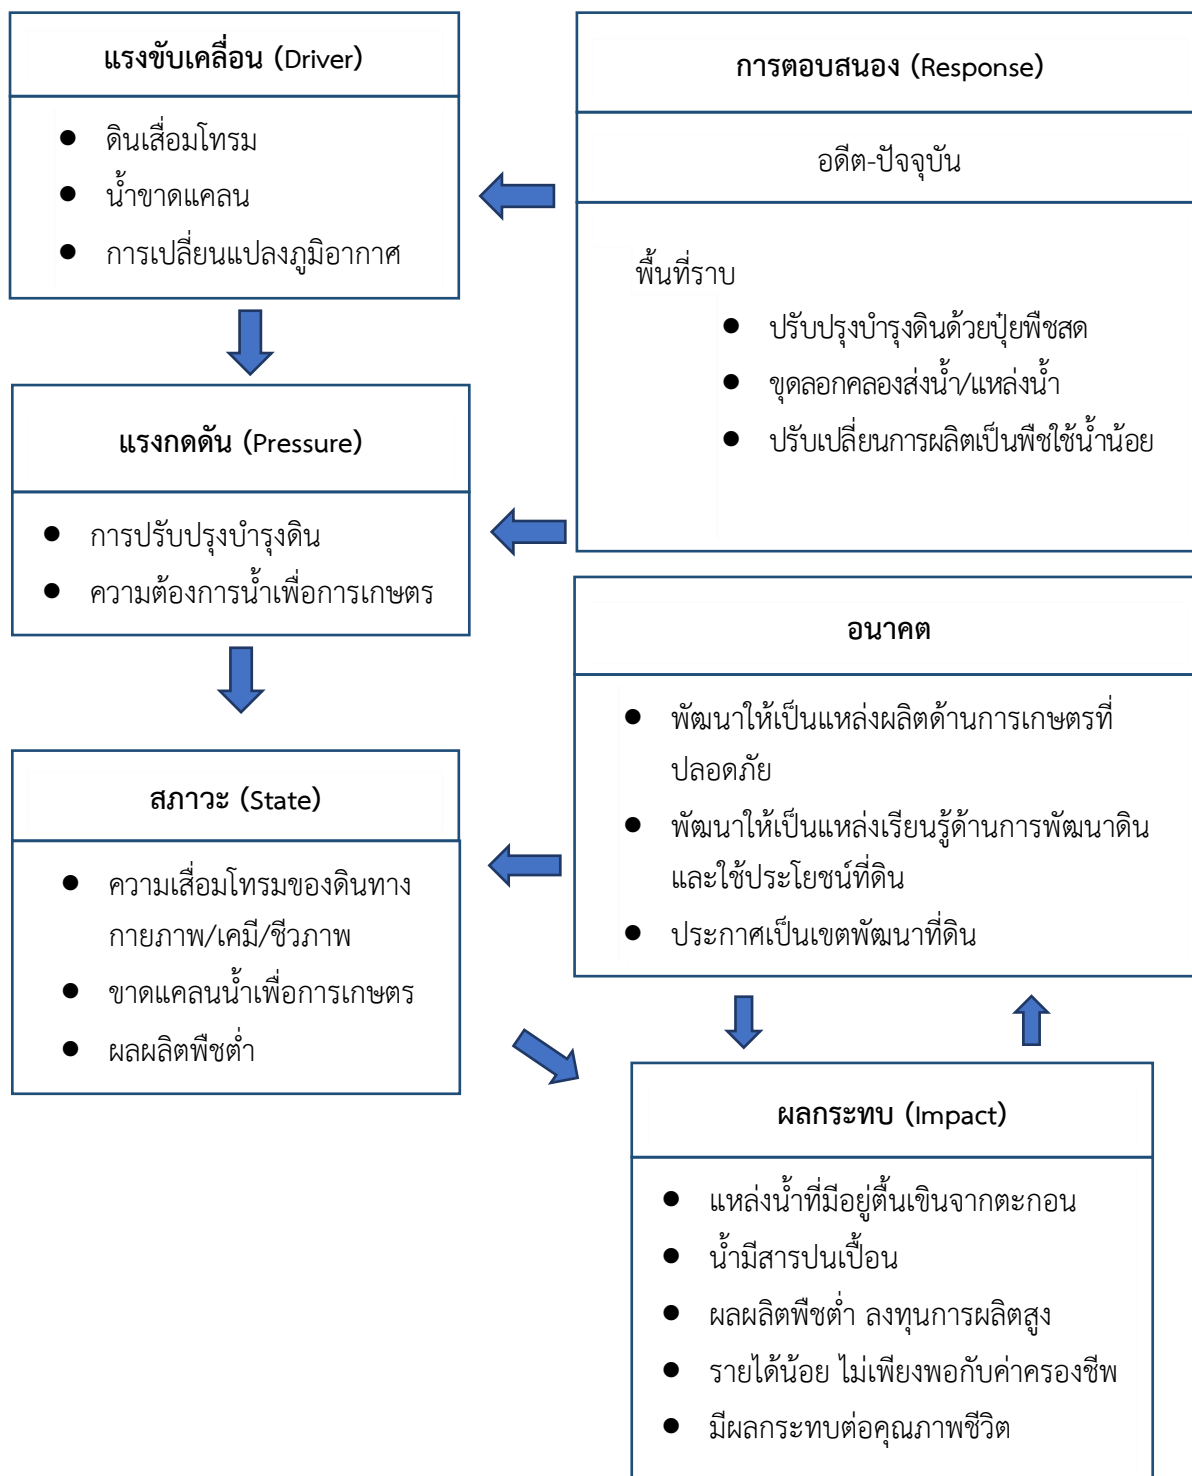 แรงขับเคลื่อน (Driver)
ดินเสื่อมโทรม
น้ำขาดแคลน
การเปลี่ยนแปลงภูมิอากาศ
แรงกดดัน (Pressure)
การปรับปรุงบำรุงดิน
ความต้องการน้ำเพื่อการเกษตร
สภาวะ (State)
ความเสื่อมโทรมของดินทาง
กายภาพ/เคมี/ชีวภาพ
ขาดแคลนน้ำเพื่อการเกษตร
ผลผลิตพืชต่ำ
การตอบสนอง (Response)
อดีต-ปัจจุบัน
พื้นที่ราบ
ปรับปรุงบำรุงดินด้วยปุ๋ยพืชสด
ขุดลอกคลองส่งน้ำ/แหล่งน้ำ
ปรับเปลี่ยนการผลิตเป็นพืชใช้น้ำน้อย
อนาคต
พัฒนาให้เป็นแหล่งผลิตด้านการเกษตรที่
ปลอดภัย
พัฒนาให้เป็นแหล่งเรียนรู้ด้านการพัฒนาดิน
และใช้ประโยชน์ที่ดิน
ประกาศเป็นเขตพัฒนาที่ดิน
ผลกระทบ (Impact)
แหล่งน้ำที่มีอยู่ตื้นเขินจากตะกอน
น้ำมีสารปนเปื้อน
ผลผลิตพืชต่ำ ลงทุนการผลิตสูง
รายได้น้อย ไม่เพียงพอกับค่าครองชีพ
มีผลกระทบต่อคุณภาพชีวิต